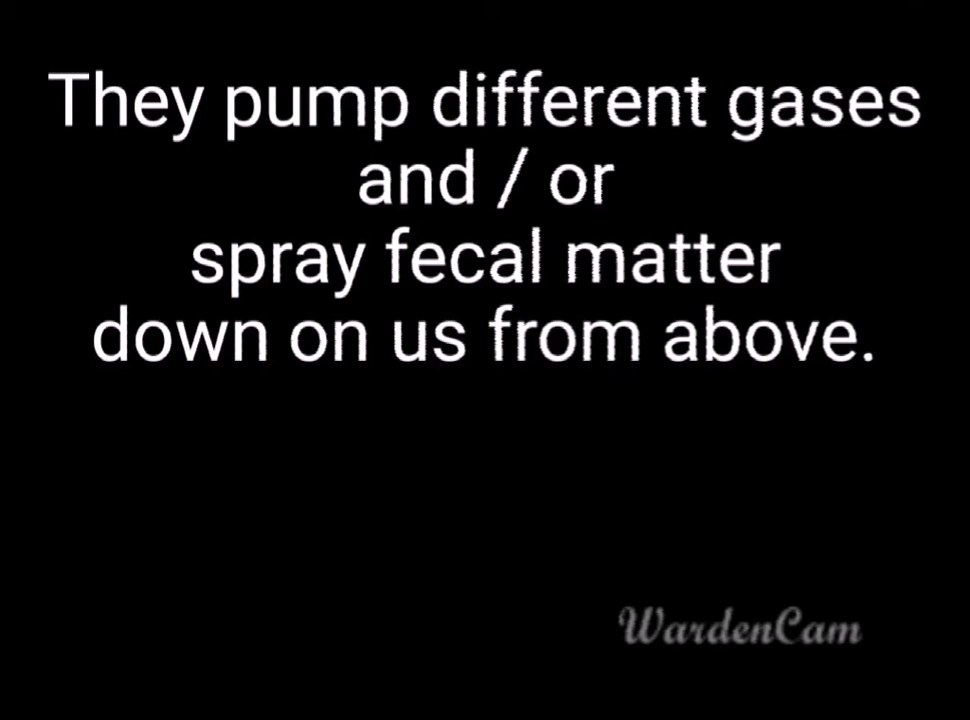 They pump different gases
and / or
spray fecal matter
down on us from above.
WardenCam